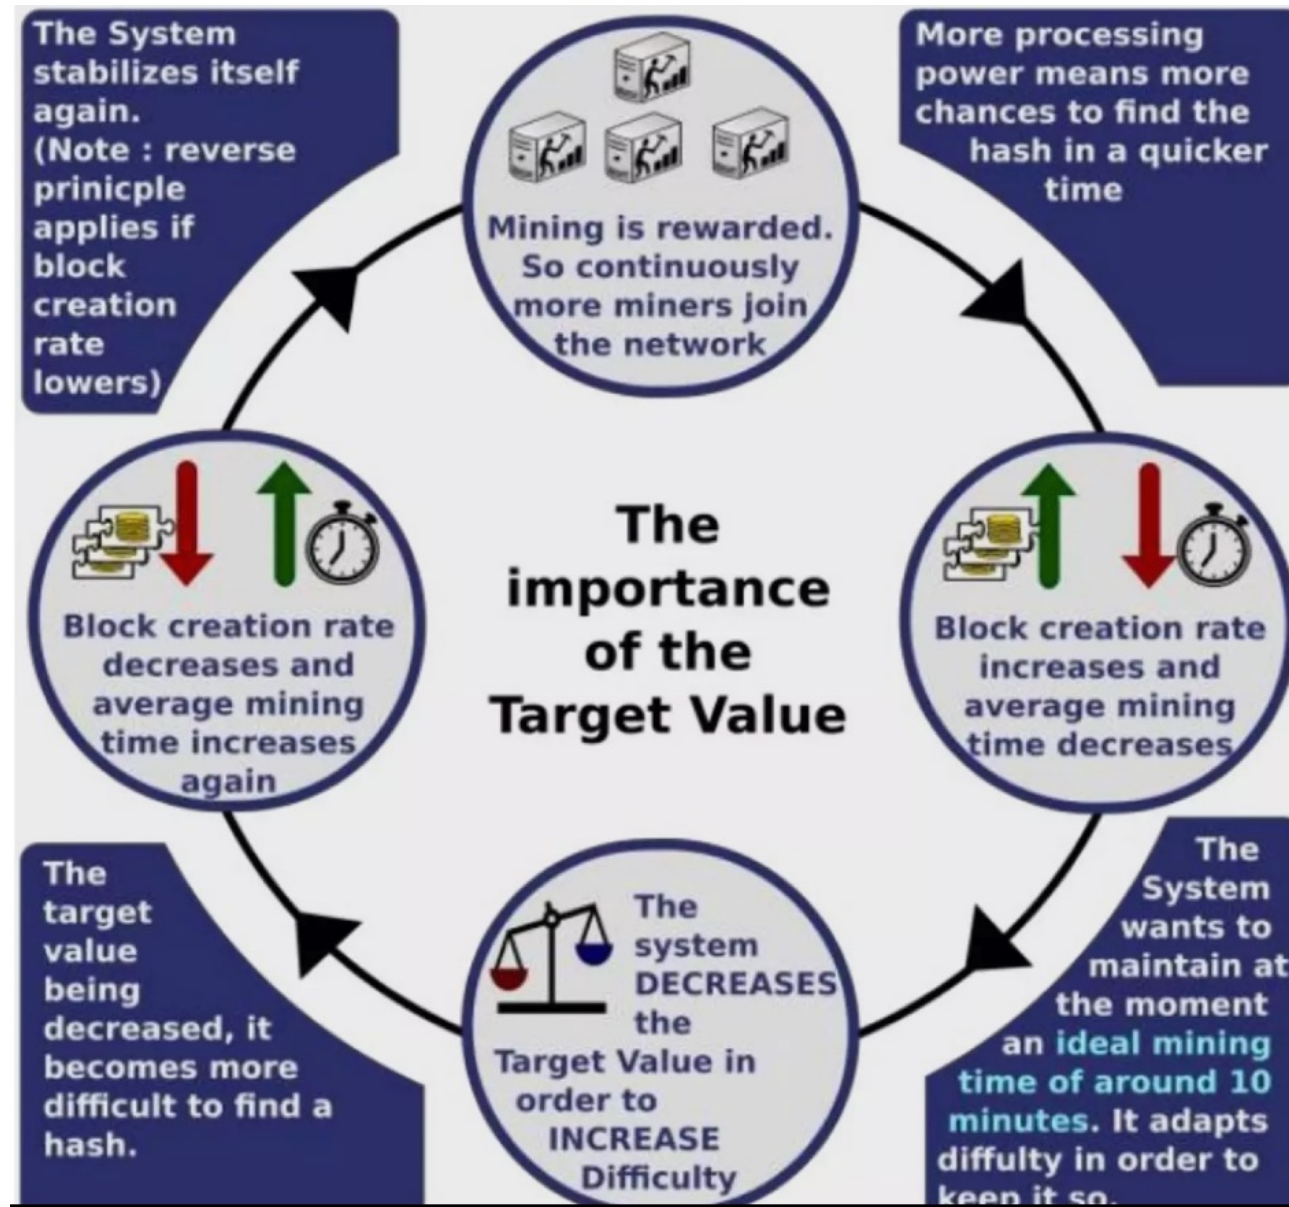 The System
stabilizes itself
again.
(Note : reverse
prinicple
applies if
block
creation
rate
lowers)
Mining is rewarded.
So continuously
more miners join
the network
More processing
power means more
chances to find the
hash in a quicker
time
Block creation rate
decreases and
average mining
time increases
again
The
importance
of the
Target Value
Block creation rate
increases and
average mining
time decreases
The
target
value
being
decreased, it
becomes more
difficult to find a
hash.
The
system
DECREASES
the
Target Value in
order to
INCREASE
Difficulty
The
System
wants to
maintain at
the moment
an ideal mining
time of around 10
minutes. It adapts
diffulty in order to
keep it so.